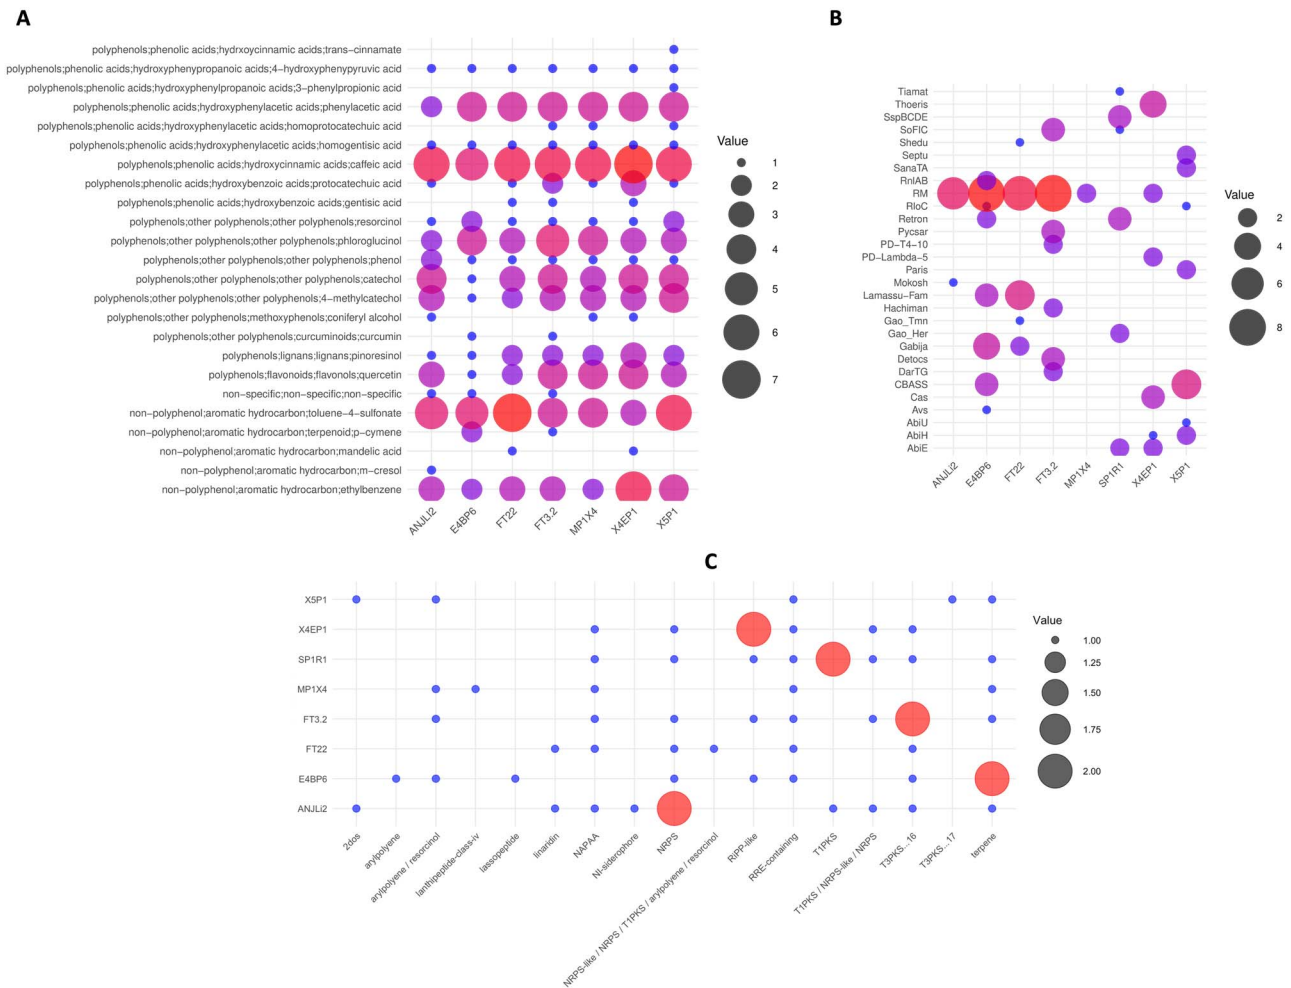 A
polyphenols;phenolic acids;hydrxoycinnamic acids;trans−cinnamate
polyphenols;phenolic acids;hydroxyphenylpropanoic acids;4−hydroxyphenylpyruvic acid
polyphenols;phenolic acids;hydroxyphenylpropanoic acids;3−phenylpropionic acid
polyphenols;phenolic acids;hydroxyphenylacetic acids;phenylacetic acid
polyphenols;phenolic acids;hydroxyphenylacetic acids;homoprotocatechuic acid
polyphenols;phenolic acids;hydroxyphenylacetic acids;homogentisic acid
polyphenols;phenolic acids;hydroxycinnamic acids;caffeic acid
polyphenols;phenolic acids;hydroxybenzoic acids;protocatechuic acid
polyphenols;phenolic acids;hydroxybenzoic acids;gentisic acid
polyphenols;other polyphenols;other polyphenols;resorcinol
polyphenols;other polyphenols;other polyphenols;phloroglucinol
polyphenols;other polyphenols;other polyphenols;phenol
polyphenols;other polyphenols;other polyphenols;catechol
polyphenols;other polyphenols;other polyphenols;4−methylcatechol
polyphenols;other polyphenols;methoxyphenols;coniferyl alcohol
polyphenols;other polyphenols;curcuminoids;curcumin
polyphenols;lignans;lignans;pinoresinol
polyphenols;flavonoids;flavonols;quercetin
non−specific;non−specific;non−specific
non−polyphenol;aromatic hydrocarbon;toluene−4−sulfonate
non−polyphenol;aromatic hydrocarbon;terpenoid;p−cymene
non−polyphenol;aromatic hydrocarbon;mandelic acid
non−polyphenol;aromatic hydrocarbon;m−cresol
non−polyphenol;aromatic hydrocarbon;ethylbenzene
ANJLI2
E4BP6
FT22
FT3.2
MP1X4
X4EP1
X5P1
Value
1
2
3
4
5
6
7
B
Tiamat
Thoeris
SspBCDE
SoFIC
Shedu
Septu
SanaTA
RnlAB
RM
RloC
Retron
Pycsar
PD−T4−10
PD−Lambda−5
Paris
Mokosh
Lamassu−Fam
Hachiman
Gao_Tmn
Gao_Her
Gabija
Detocs
DarTG
CBASS
Cas
Avs
AbiU
AbiH
AbiE
ANJLi2
E4BP6
FT22
FT3.2
MP1X4
SP1R1
X4EP1
X5P1
Value
2
4
6
8
C
X5P1
X4EP1
SP1R1
MP1X4
FT3.2
FT22
E4BP6
ANJLi2
2dos
arylpolyene
arylpolyene / resorcinol
lanthipeptide−class−iv
lassopeptide
linaridin
NAPAA
NI−siderophore
NRPS
NRPS−like / NRPS / T1PKS / arylpolyene / resorcinol
RiPP−like
RRE−containing
T1PKS
T1PKS / NRPS−like / NRPS
T3PKS...16
T3PKS...17
terpene
Value
1.00
1.25
1.50
1.75
2.00